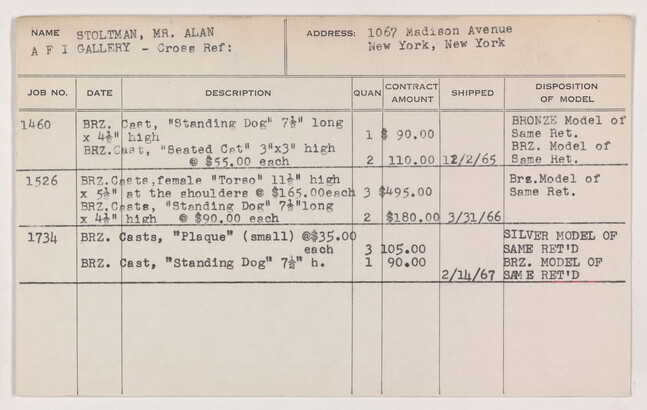 NAME STOLTMAN, MR. ALAN
A F I GALLERY - Cross Ref:
ADDRESS: 1067 Madison Avenue
New York, New York
JOB NO. DATE DESCRIPTION QUAN CONTRACT AMOUNT SHIPPED DISPOSITION OF MODEL
1460 BRZ. Cast, "Standing Dog" 7½" long BRONZE Model of
x 4½" high 1 $ 90.00 Same Ret.
BRZ.Cast, "Seated Cat" 3"x3" high BRZ. Model of
@ $55.00 each 2 110.00 12/2/65 Same Ret.
1526 BRZ.Casts,female "Torso" 11½" high Brz.Model of
x 5½" at the shoulders @ $165.00each 3 $495.00 Same Ret.
BRZ.Casts, "Standing Dog" 7½"long
x 4½" high @ $90.00 each 2 $180.00 3/31/66
1734 BRZ. Casts, "Plaque" (small) @$35.00 SILVER MODEL OF
each 3 105.00 SAME RET'D
BRZ. Cast, "Standing Dog" 7½" h. 1 90.00 BRZ. MODEL OF
2/14/67 SAME RET'D